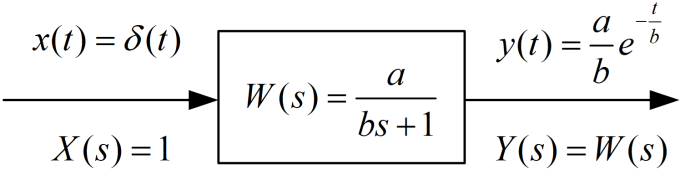 x(t) = δ(t)
X(s) = 1
W(s) = a / (bs + 1)
y(t) = (a / b) e^(-t/b)
Y(s) = W(s)